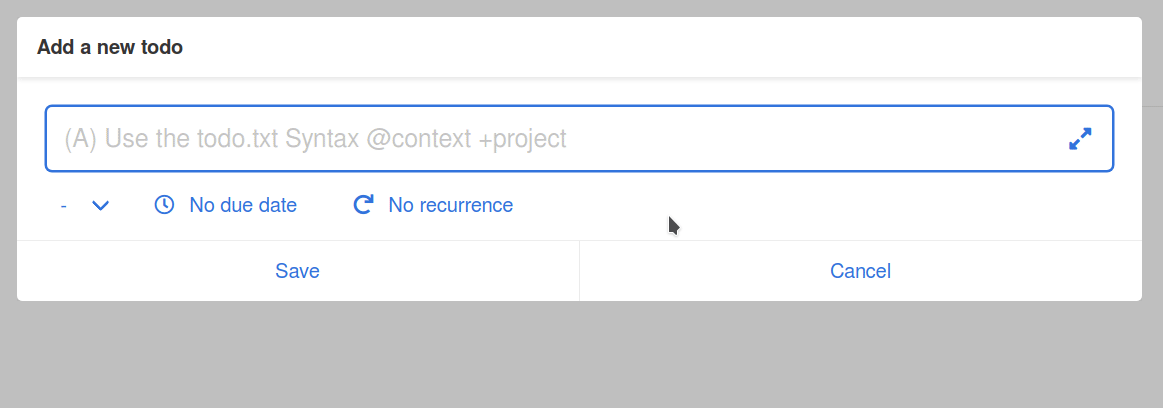 Add a new todo
(A) Use the todo.txt Syntax @context +project
- No due date No recurrence
Save Cancel